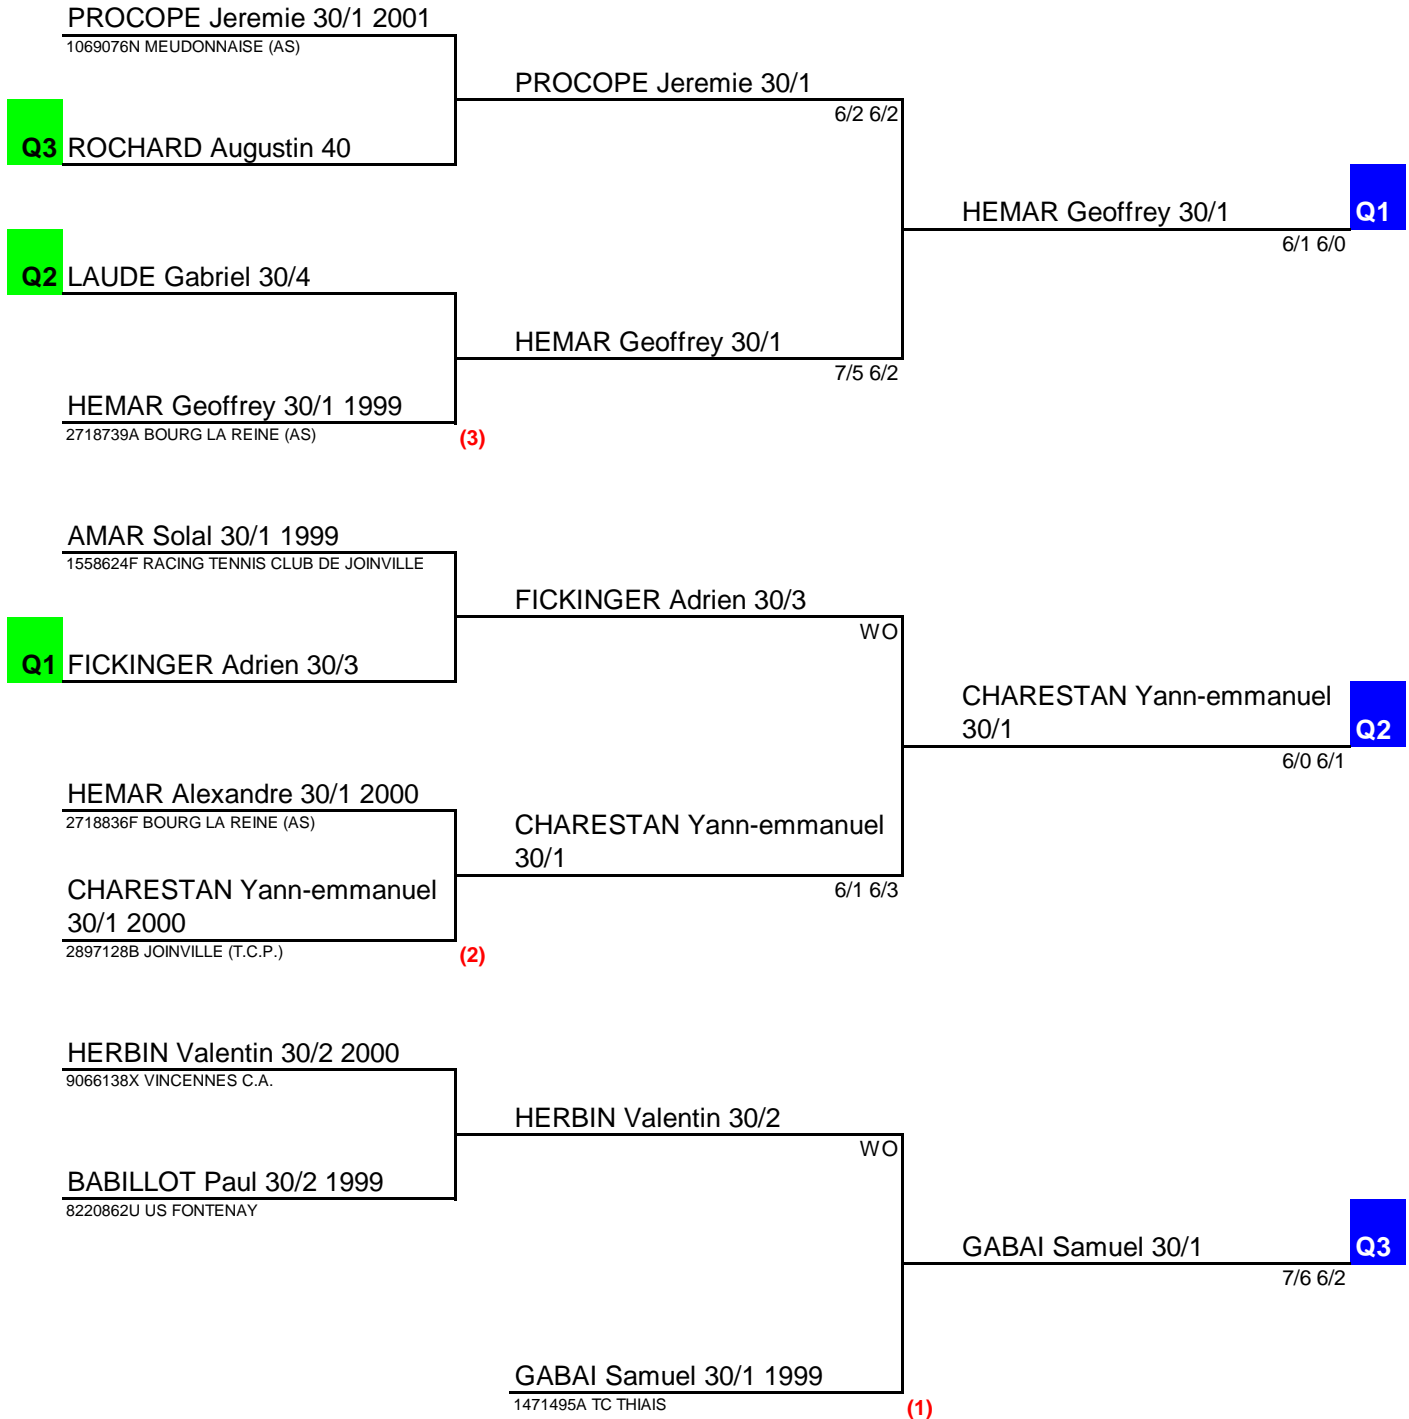 PROCOPE Jeremie 30/1 2001
1069076N MEUDONNAISE (AS)
PROCOPE Jeremie 30/1
6/2 6/2
Q3 ROCHARD Augustin 40
HEMAR Geoffrey 30/1 Q1
6/1 6/0
Q2 LAUDE Gabriel 30/4
HEMAR Geoffrey 30/1
7/5 6/2
HEMAR Geoffrey 30/1 1999
2718739A BOURG LA REINE (AS)
(3)
AMAR Solal 30/1 1999
1558624F RACING TENNIS CLUB DE JOINVILLE
FICKINGER Adrien 30/3
WO
Q1 FICKINGER Adrien 30/3
CHARESTAN Yann-emmanuel
30/1 Q2
6/0 6/1
HEMAR Alexandre 30/1 2000
2718836F BOURG LA REINE (AS)
CHARESTAN Yann-emmanuel
30/1
6/1 6/3
CHARESTAN Yann-emmanuel
30/1 2000
2897128B JOINVILLE (T.C.P.)
(2)
HERBIN Valentin 30/2 2000
9066138X VINCENNES C.A.
HERBIN Valentin 30/2
WO
BABILLOT Paul 30/2 1999
8220862U US FONTENAY
GABAI Samuel 30/1 Q3
7/6 6/2
GABAI Samuel 30/1 1999
1471495A TC THIAIS
(1)